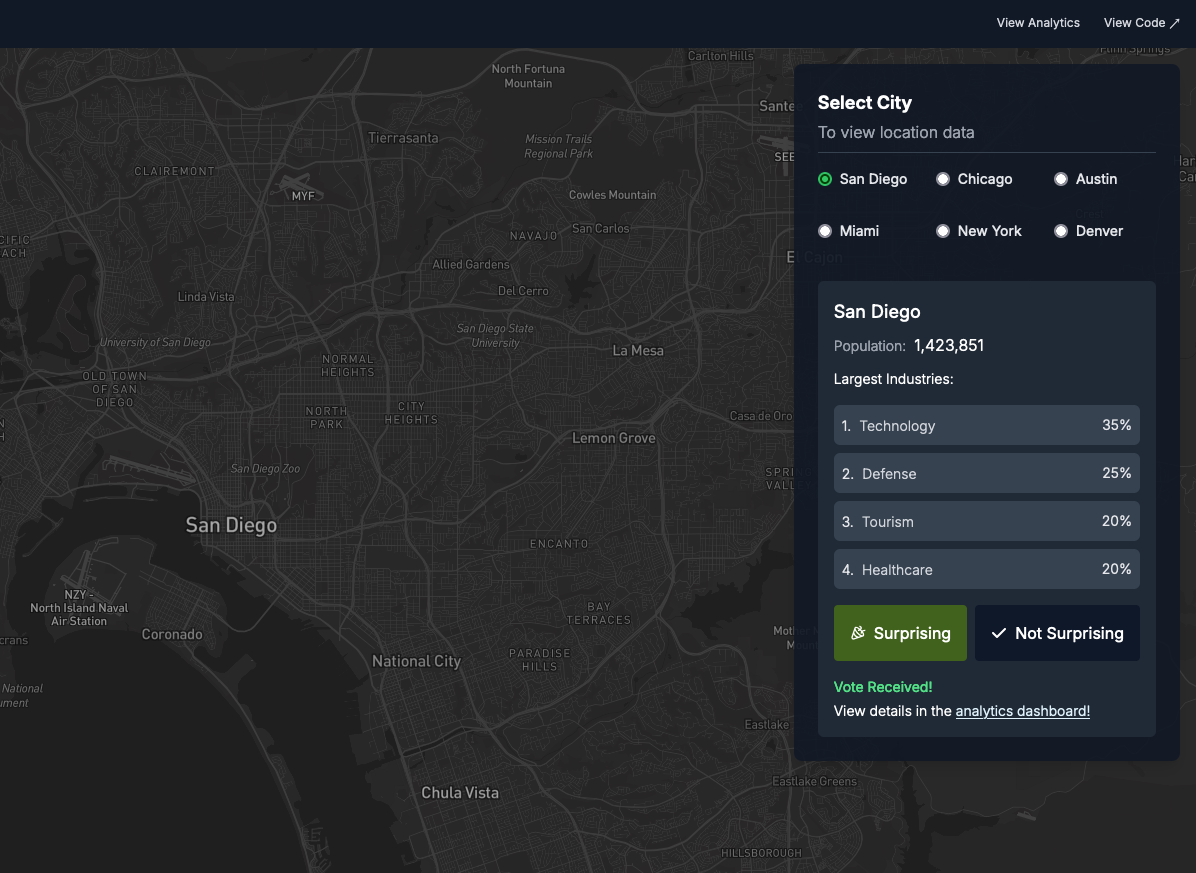 View Analytics
View Code ↗
Flinn Springs
Carlton Hills
North Fortuna
Mountain
Santee
Tierrasanta
Mission Trails
Regional Park
CLAIREMONT
MYF
Cowles Mountain
NAVAJO
San Carlos
El Cajon
Allied Gardens
Del Cerro
Linda Vista
San Diego State
University
University of San Diego
La Mesa
NORMAL
HEIGHTS
OLD TOWN
OF SAN
DIEGO
NORTH
PARK
CITY
HEIGHTS
Casa de Oro
Lemon Grove
San Diego Zoo
San Diego
ENCANTO
NZY -
North Island Naval
Air Station
BAY
TERRACES
Coronado
National City
PARADISE
HILLS
National
Eastlake
Eastlake Greens
Chula Vista
HILLSBOROUGH
Select City
To view location data
San Diego
Chicago
Austin
Miami
New York
Denver
San Diego
Population: 1,423,851
Largest Industries:
1. Technology 35%
2. Defense 25%
3. Tourism 20%
4. Healthcare 20%
Surprising
Not Surprising
Vote Received!
View details in the analytics dashboard!